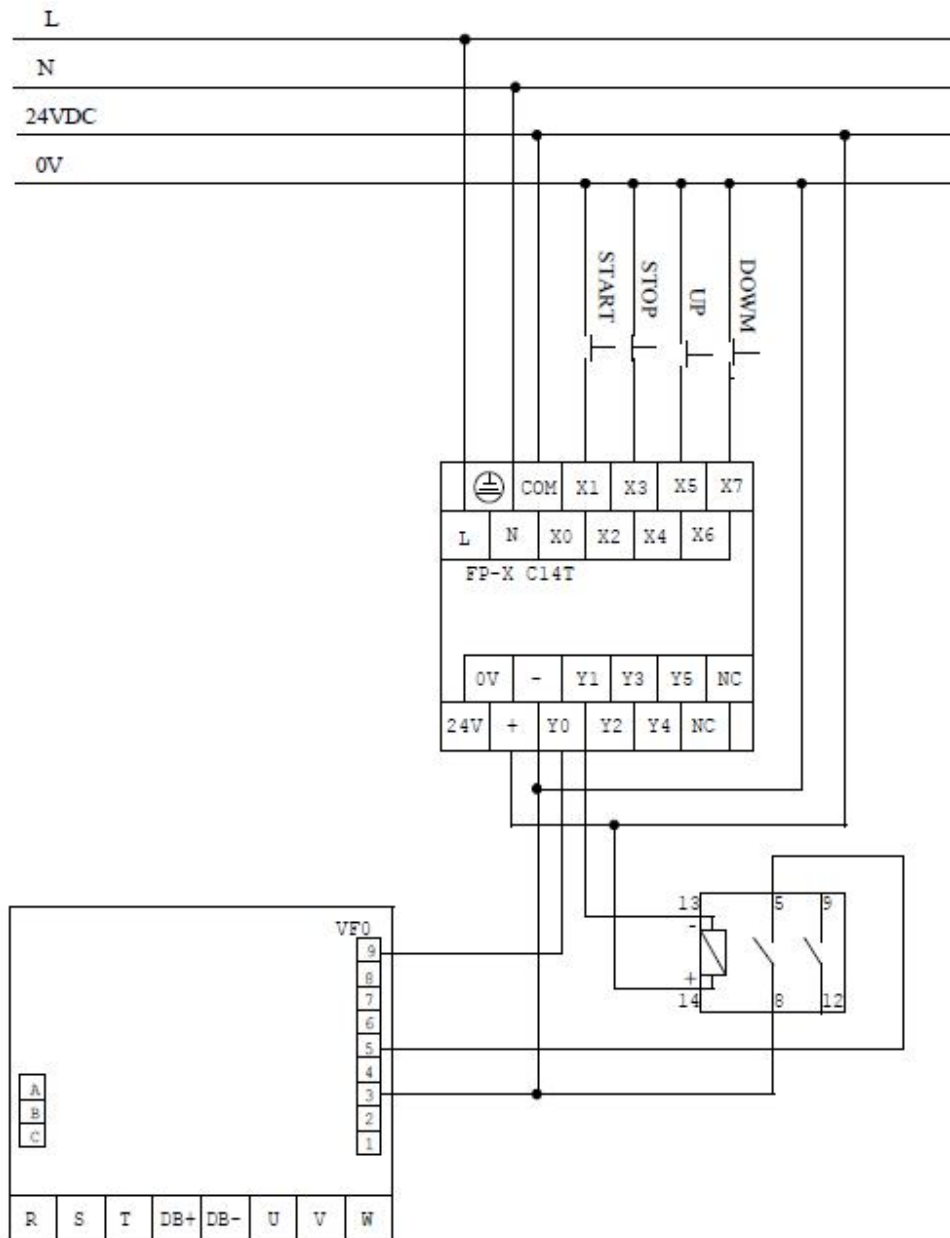 L
N
24VDC
0V
START
STOP
UP
DOWM
COM X1 X3 X5 X7
L N X0 X2 X4 X6
FP-X C14T
0V - Y1 Y3 Y5 NC
24V + Y0 Y2 Y4 NC
13 5 9
-
+
14 8 12
VF0
9
8
7
6
5
4
3
2
1
A
B
C
R S T DB+ DB- U V W